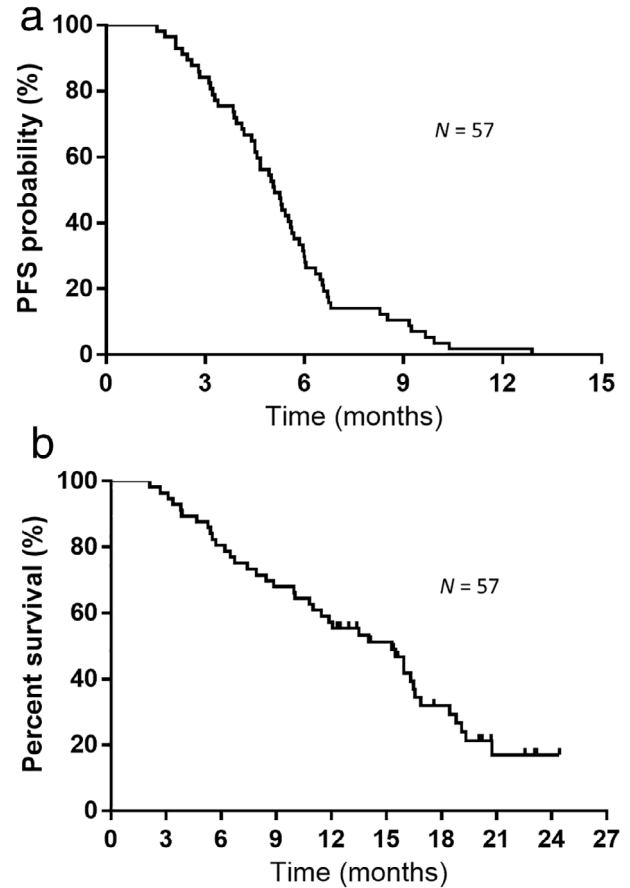 a
PFS probability (%)
100
80
60
40
20
0
N = 57
0 3 6 9 12 15
Time (months)
b
Percent survival (%)
100
80
60
40
20
0
N = 57
0 3 6 9 12 15 18 21 24 27
Time (months)